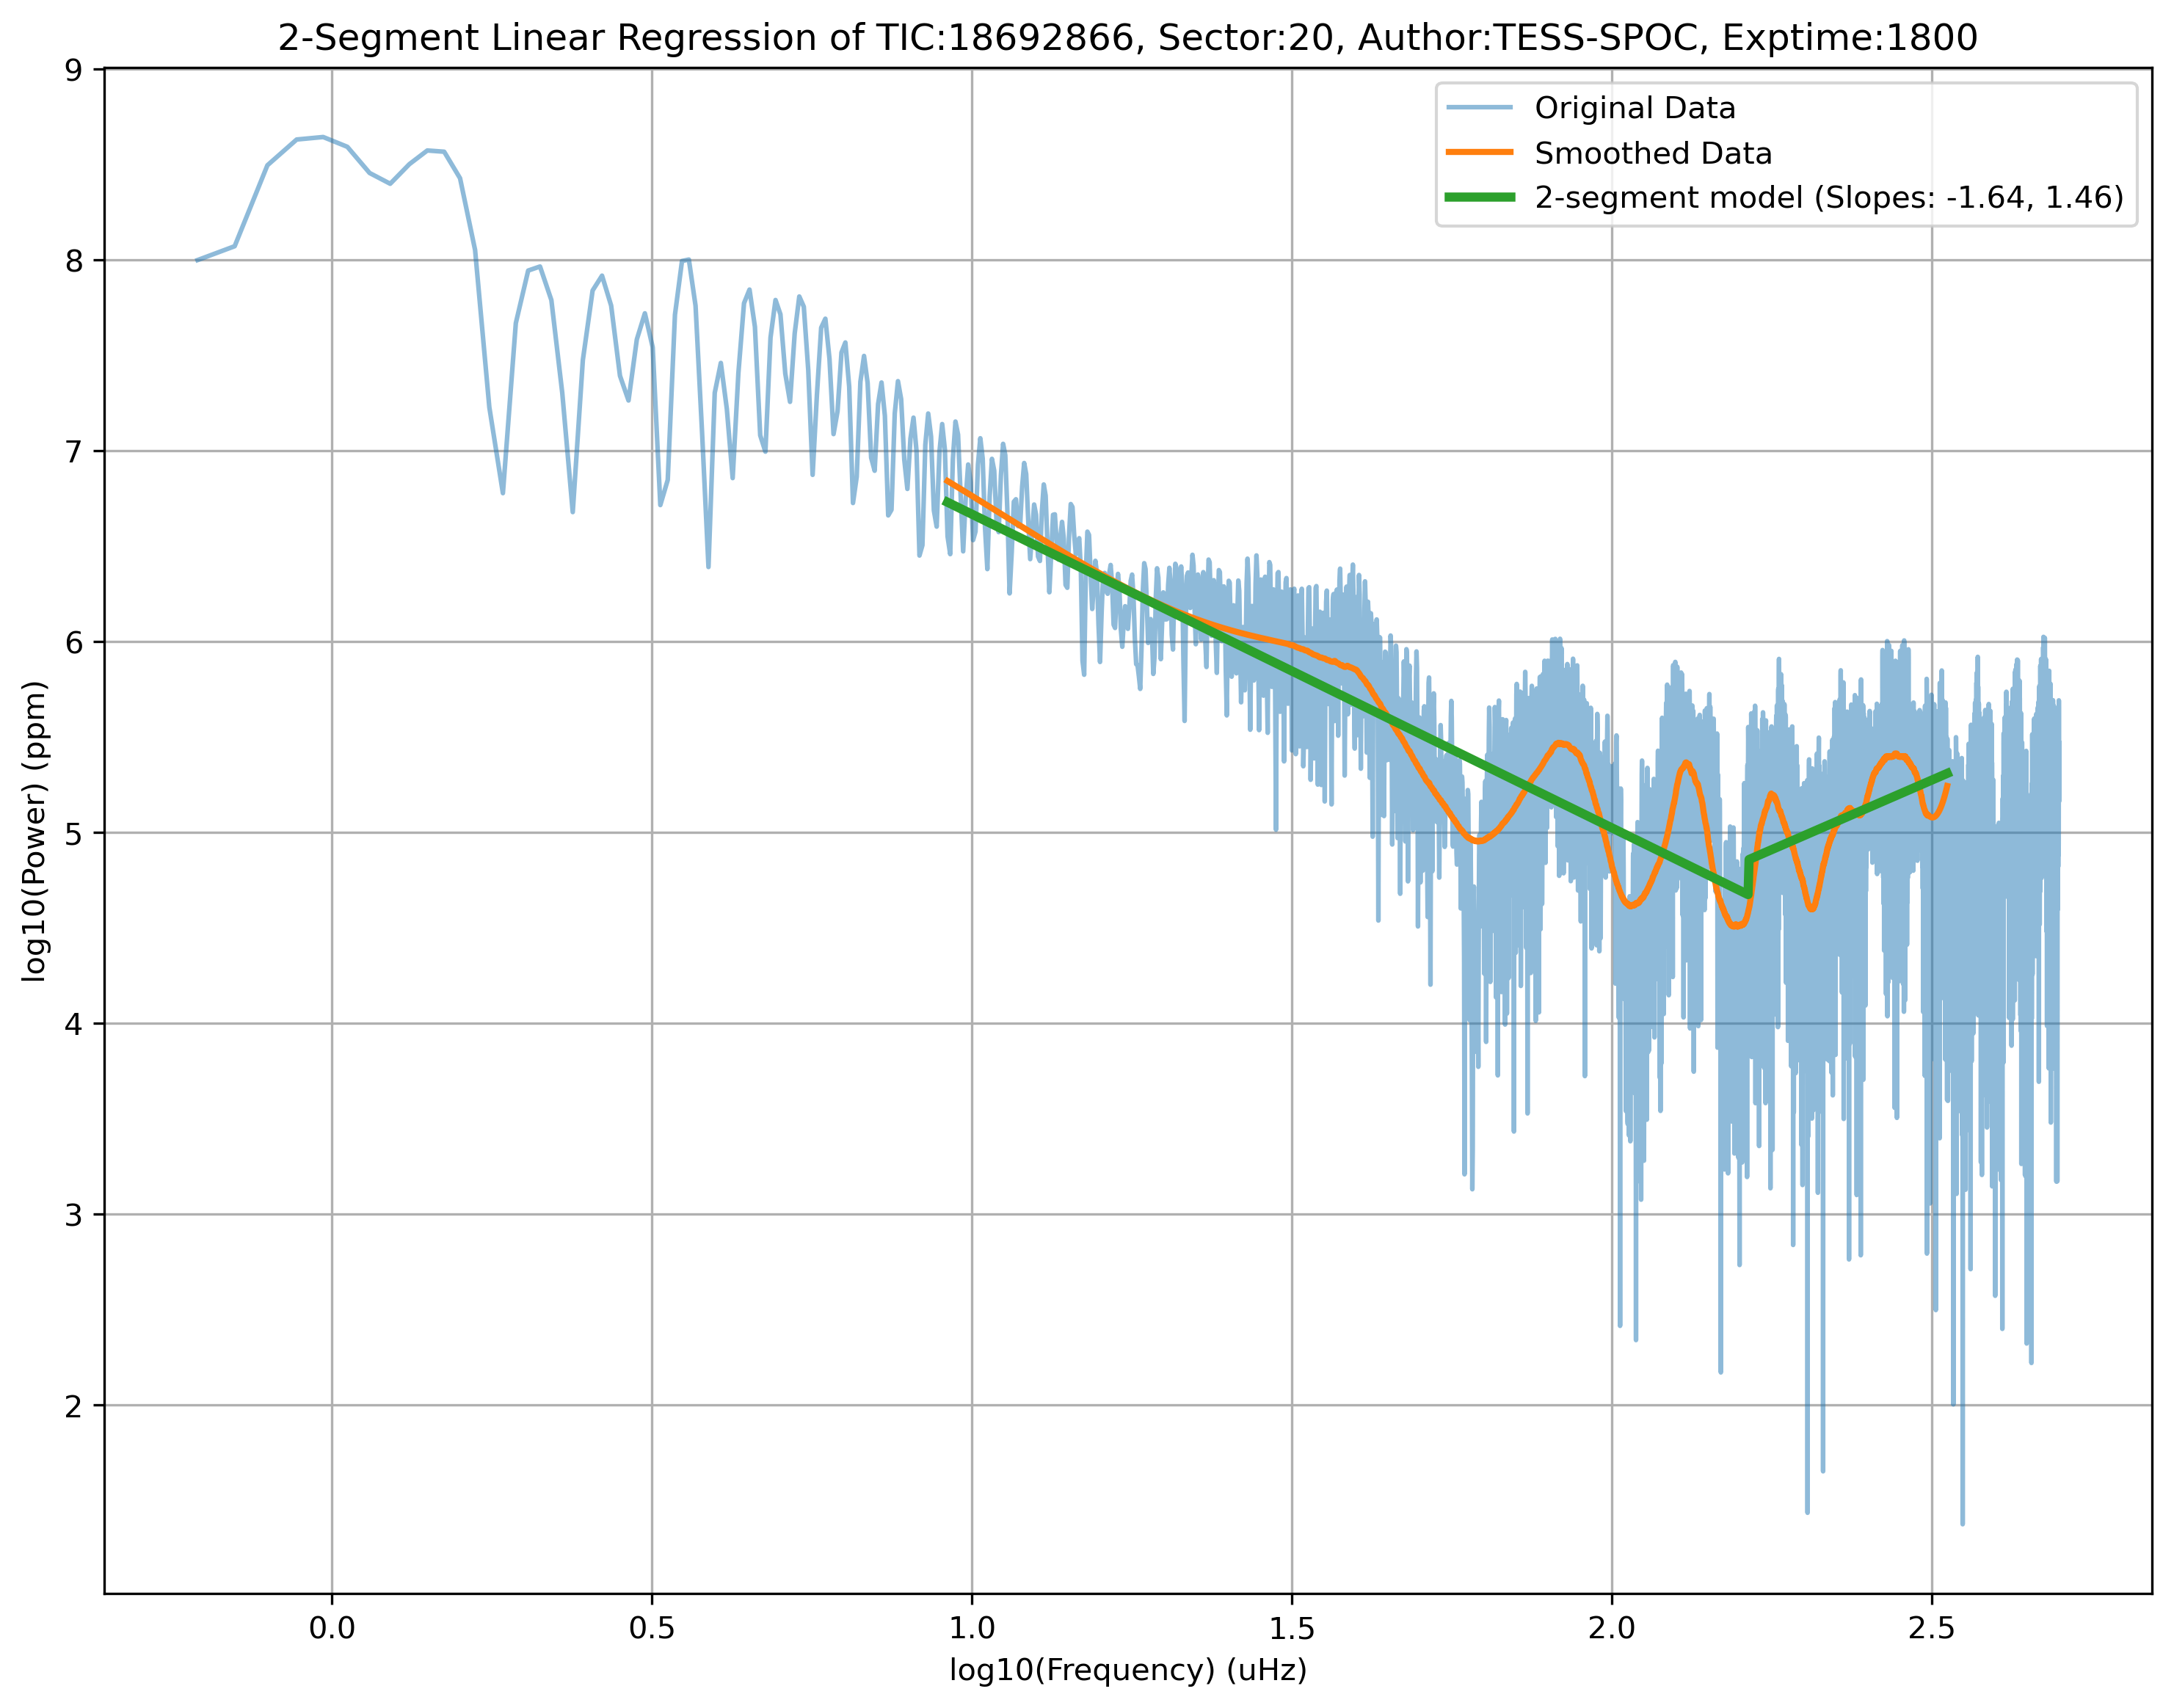 2-Segment Linear Regression of TIC:18692866, Sector:20, Author:TESS-SPOC, Exptime:1800
Original Data
Smoothed Data
2-segment model (Slopes: -1.64, 1.46)
log10(Power) (ppm)
9
8
7
6
5
4
3
2
0.0 0.5 1.0 1.5 2.0 2.5
log10(Frequency) (uHz)